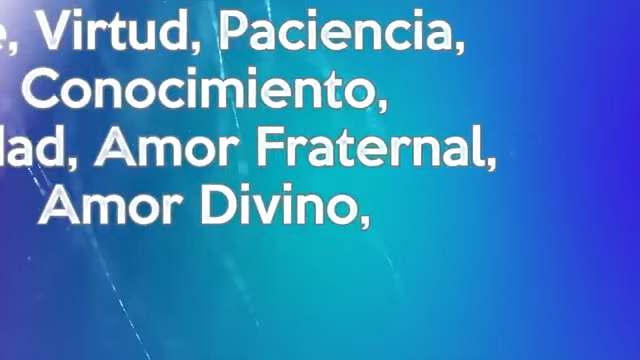 Virtud, Paciencia,
Conocimiento,
Amor Fraternal,
Amor Divino,